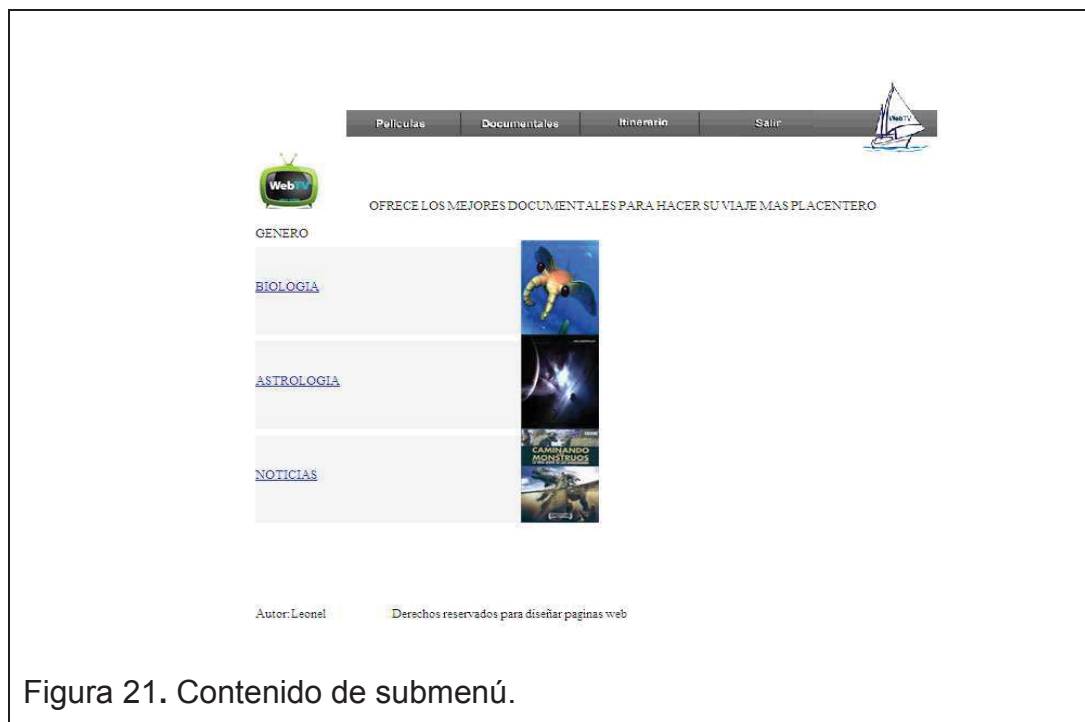 Películas Documentales Itinerario Salir
WebTV
WebTV
OFRECE LOS MEJORES DOCUMENTALES PARA HACER SU VIAJE MAS PLACENTERO
GENERO
BIOLOGIA
ASTROLOGIA
CAMINANDO
MONSTRUOS
NOTICIAS
Autor:Leonel Derechos reservados para diseñar paginas web
Figura 21. Contenido de submenú.